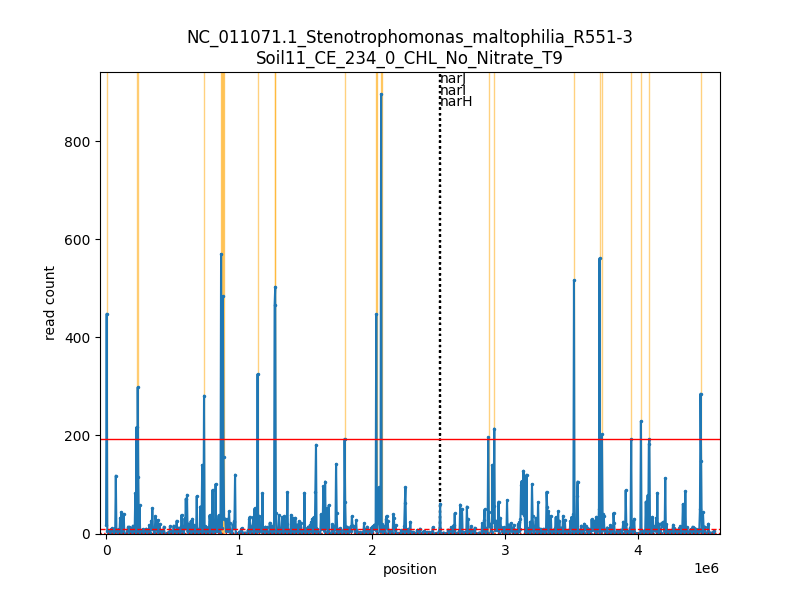 NC_011071.1_Stenotrophomonas_maltophilia_R551-3
Soil11_CE_234_0_CHL_No_Nitrate_T9
narJ
narI
narH
800
600
400
200
0
read count
0 1 2 3 4
1e6
position